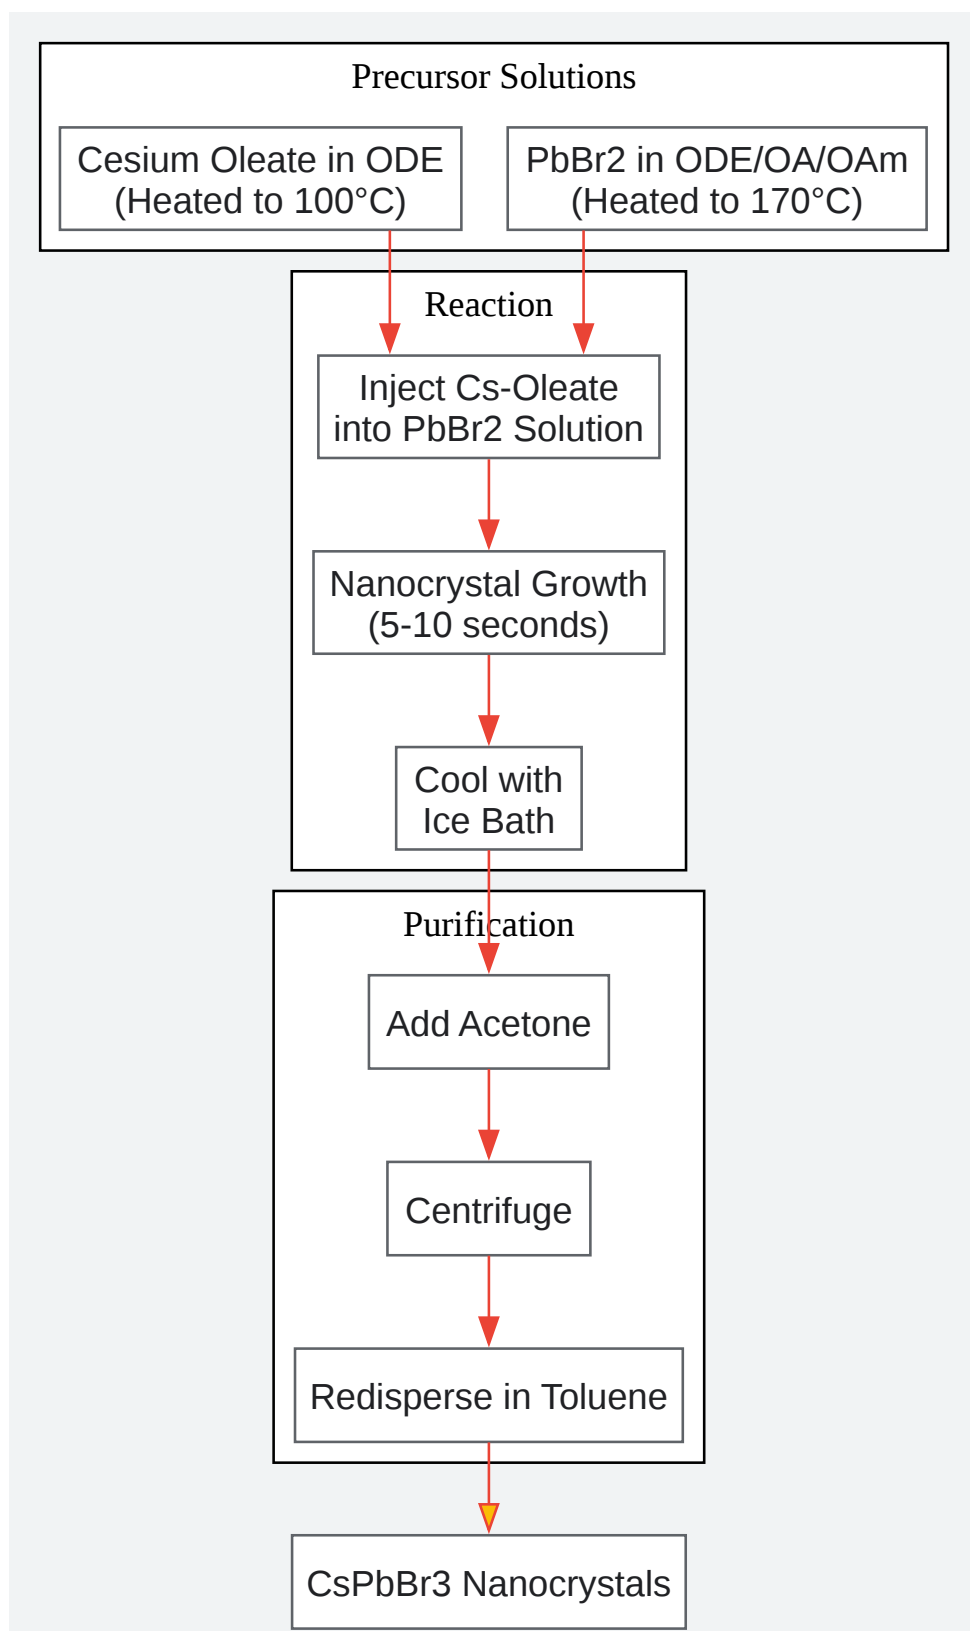 Precursor Solutions
Cesium Oleate in ODE
(Heated to 100°C)
PbBr2 in ODE/OA/OAm
(Heated to 170°C)
Reaction
Inject Cs-Oleate
into PbBr2 Solution
Nanocrystal Growth
(5-10 seconds)
Cool with
Ice Bath
Purification
Add Acetone
Centrifuge
Redisperse in Toluene
CsPbBr3 Nanocrystals